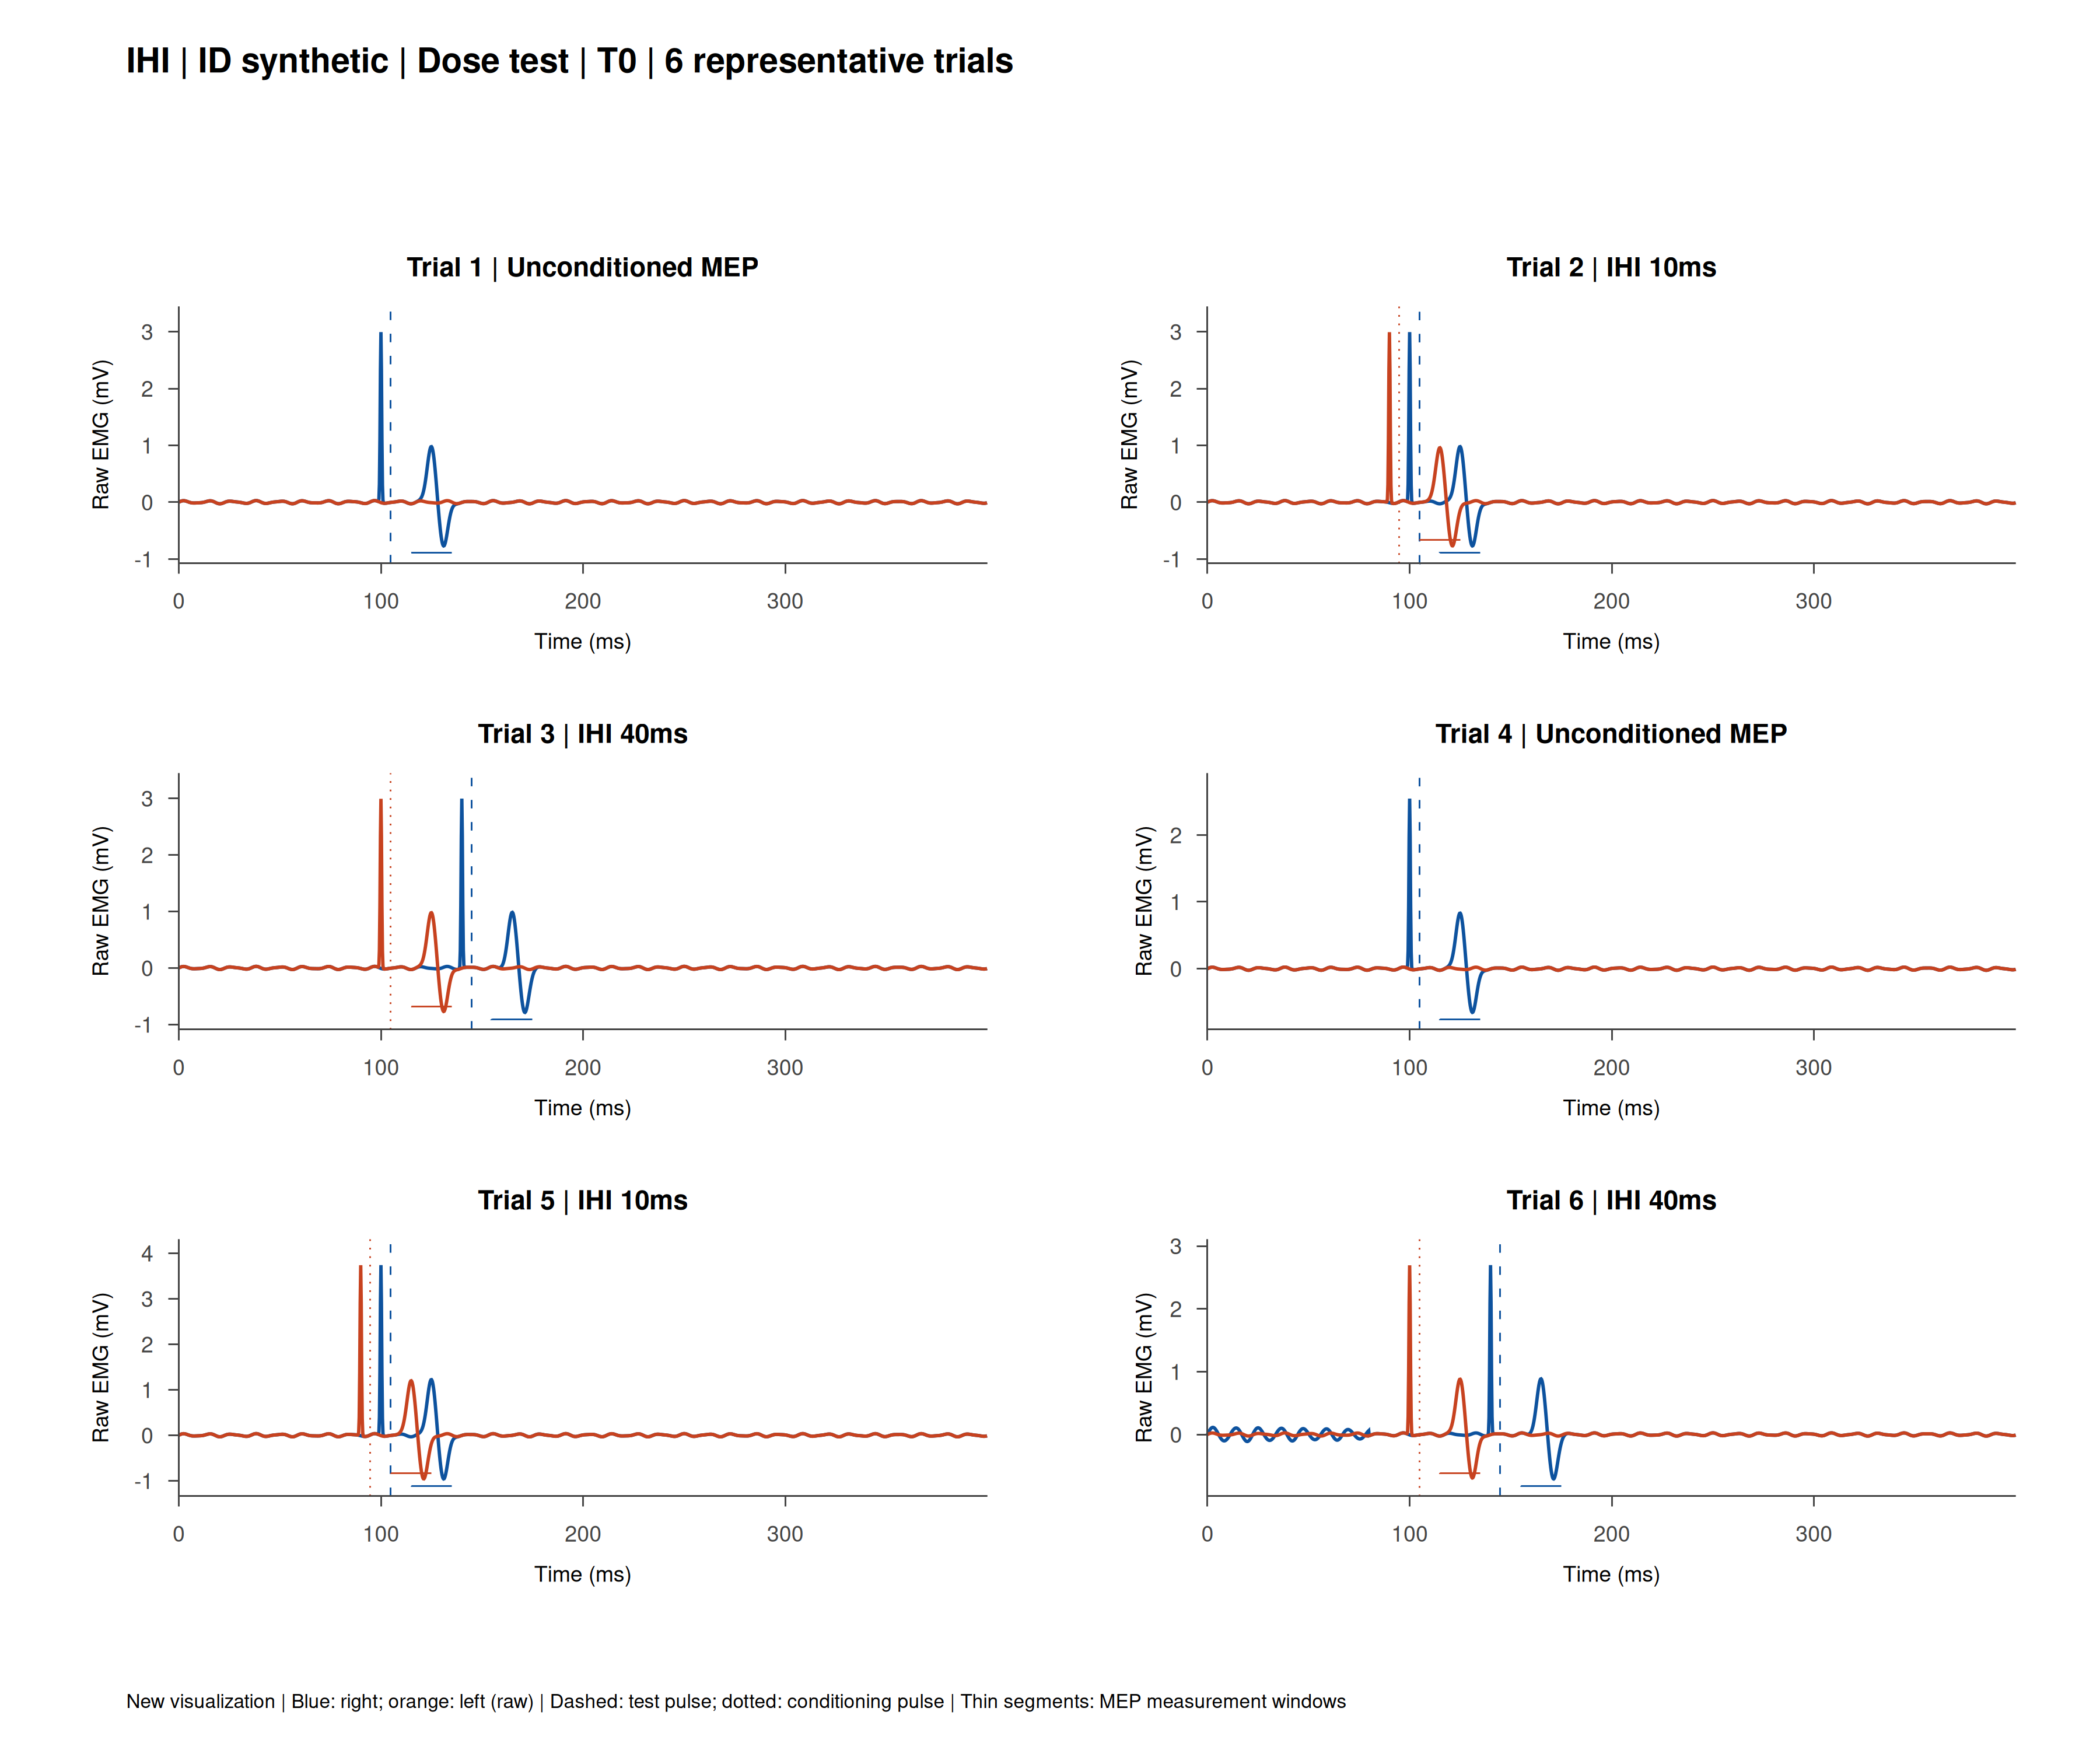 IHI | ID synthetic | Dose test | T0 | 6 representative trials
Trial 1 | Unconditioned MEP
Raw EMG (mV)
3
2
1
0
-1
0 100 200 300
Time (ms)
Trial 2 | IHI 10ms
Raw EMG (mV)
3
2
1
0
-1
0 100 200 300
Time (ms)
Trial 3 | IHI 40ms
Raw EMG (mV)
3
2
1
0
-1
0 100 200 300
Time (ms)
Trial 4 | Unconditioned MEP
Raw EMG (mV)
2
1
0
0 100 200 300
Time (ms)
Trial 5 | IHI 10ms
Raw EMG (mV)
4
3
2
1
0
-1
0 100 200 300
Time (ms)
Trial 6 | IHI 40ms
Raw EMG (mV)
3
2
1
0
0 100 200 300
Time (ms)
New visualization | Blue: right; orange: left (raw) | Dashed: test pulse; dotted: conditioning pulse | Thin segments: MEP measurement windows